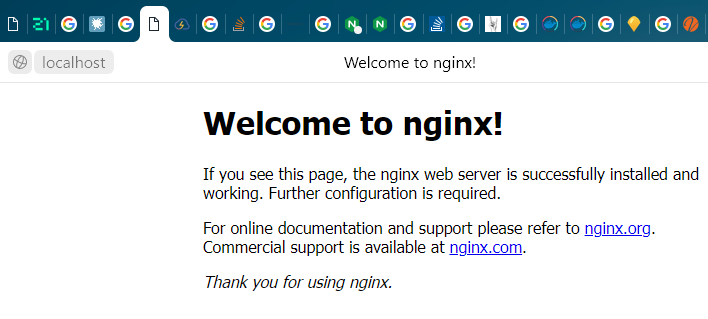 21
localhost
Welcome to nginx!
Welcome to nginx!
If you see this page, the nginx web server is successfully installed and
working. Further configuration is required.
For online documentation and support please refer to nginx.org.
Commercial support is available at nginx.com.
Thank you for using nginx.